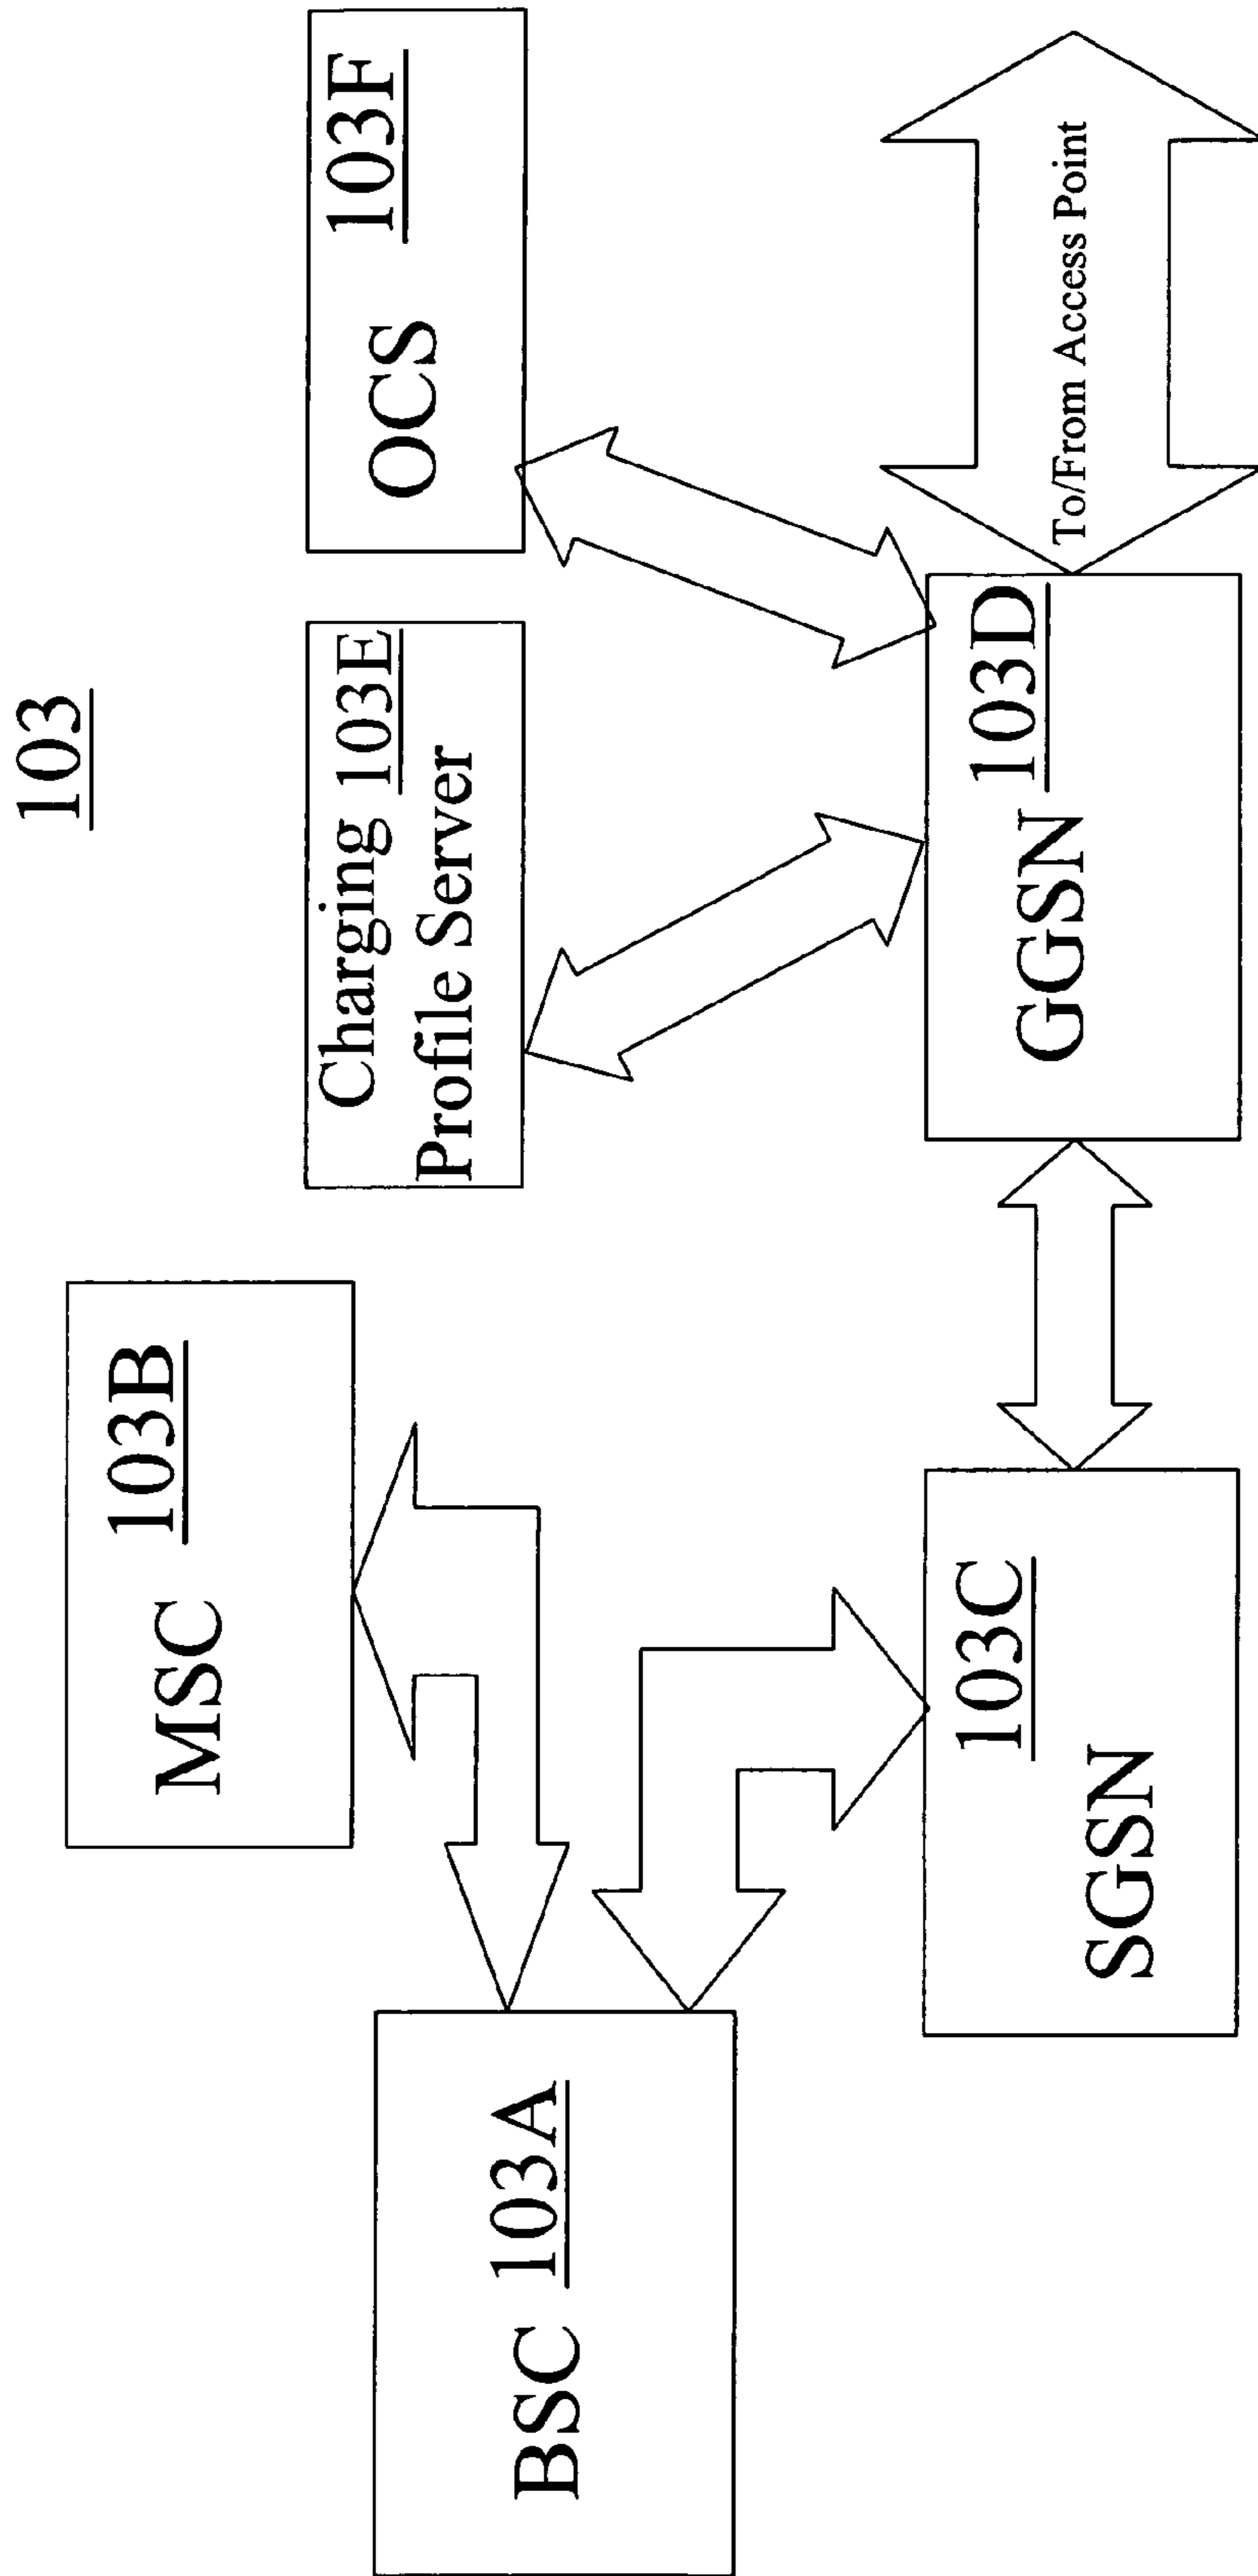 103
MSC 103B
Charging 103E
Profile Server
OCS 103F
BSC 103A
SGSN 103C
GGSN 103D
To/From Access Point